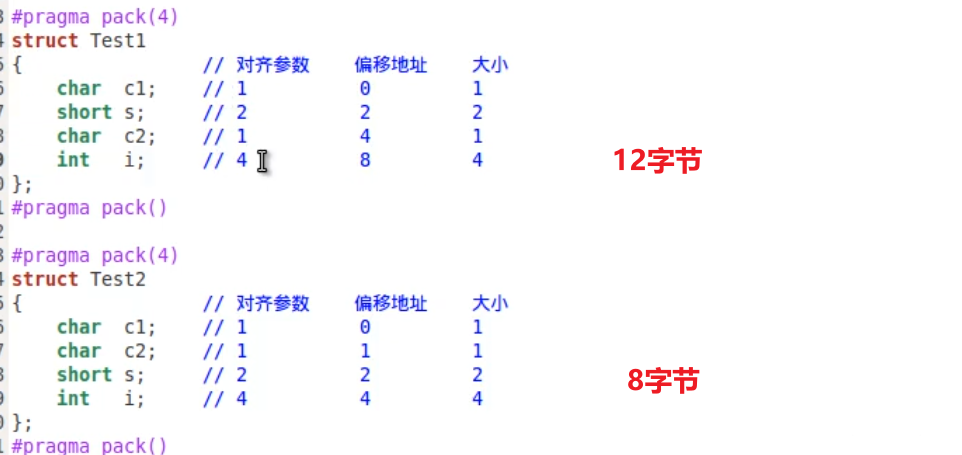 3 #pragma pack(4)
4 struct Test1
5 { // 对齐参数 偏移地址 大小
6 char c1; // 1 0 1
7 short s; // 2 2 2
8 char c2; // 1 4 1
9 int i; // 4 8 4
12字节
0 };
1 #pragma pack()
2
3 #pragma pack(4)
4 struct Test2
5 { // 对齐参数 偏移地址 大小
6 char c1; // 1 0 1
7 char c2; // 1 1 1
8 short s; // 2 2 2
8字节
9 int i; // 4 4 4
0 };
1 #pragma pack()